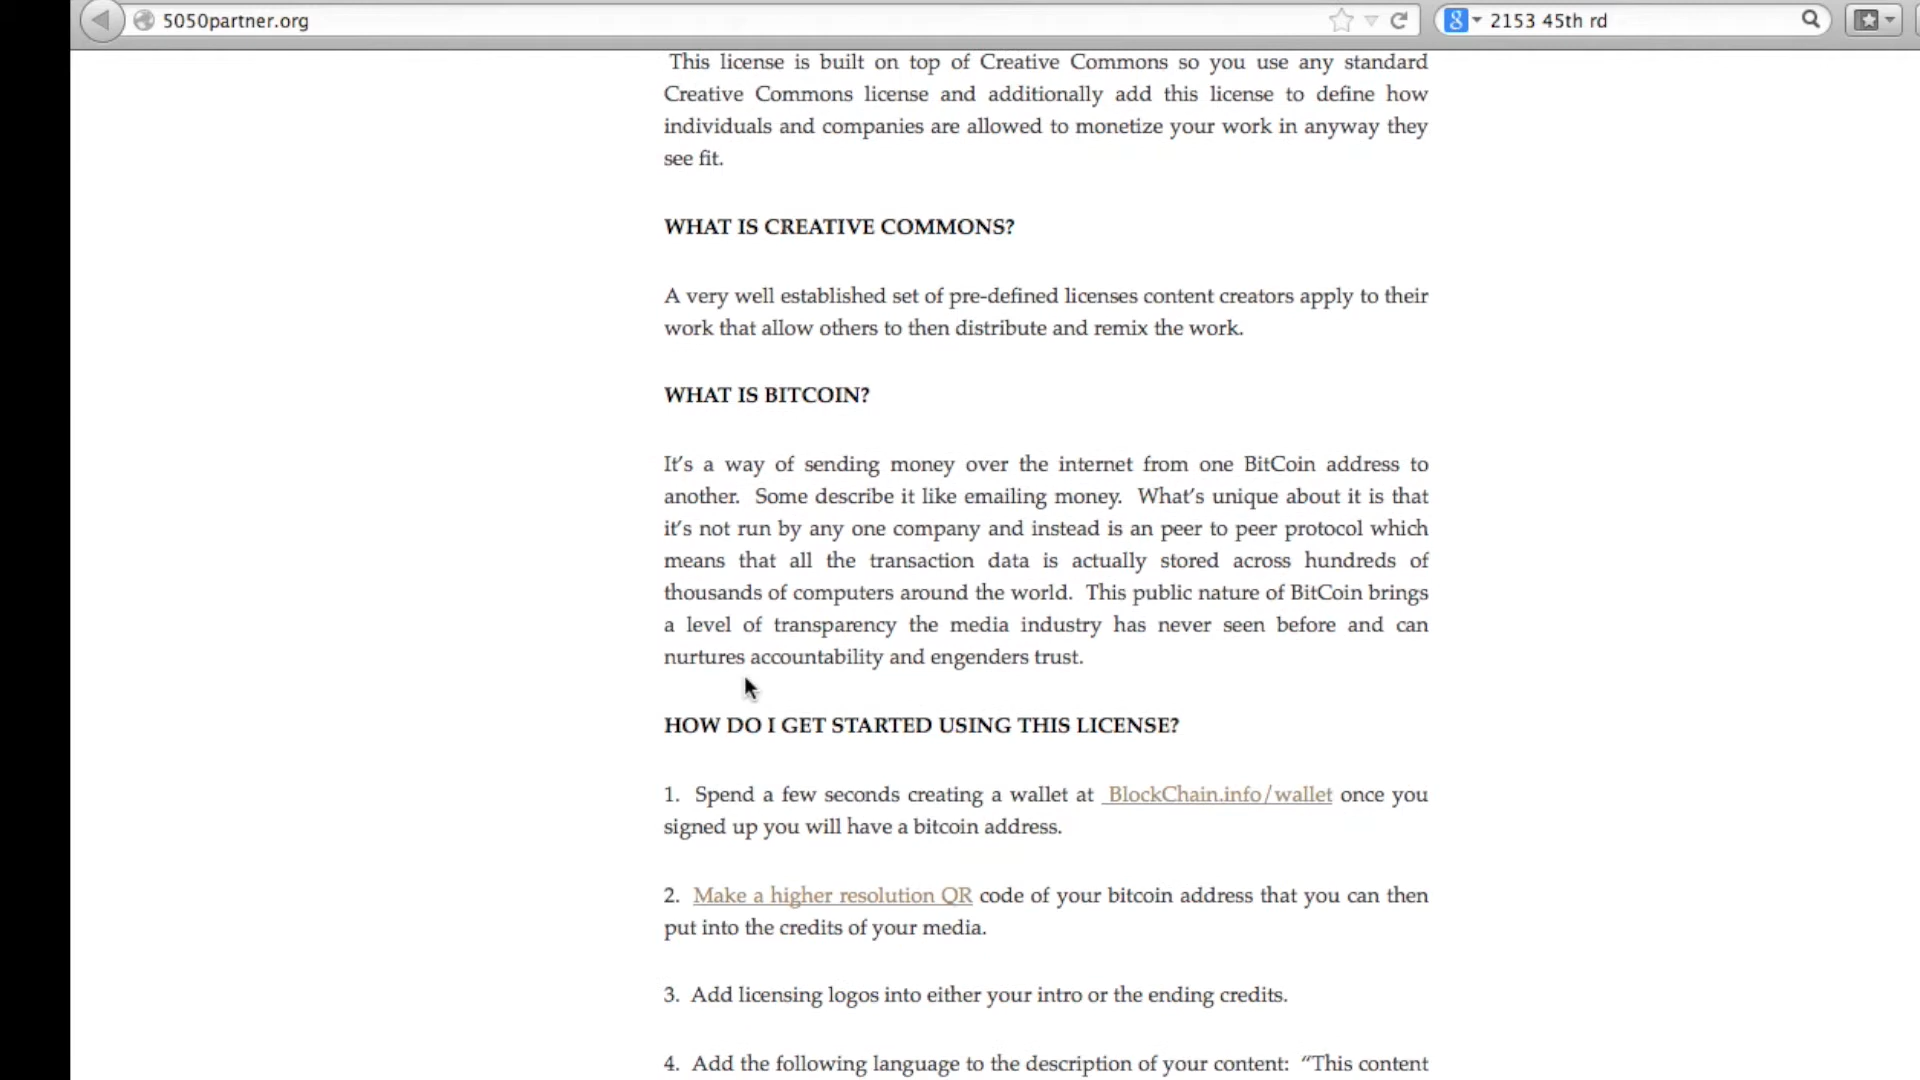 5050partner.org
2153 45th rd
This license is built on top of Creative Commons so you use any standard
Creative Commons license and additionally add this license to define how
individuals and companies are allowed to monetize your work in anyway they
see fit.
WHAT IS CREATIVE COMMONS?
A very well established set of pre-defined licenses content creators apply to their
work that allow others to then distribute and remix the work.
WHAT IS BITCOIN?
It's a way of sending money over the internet from one BitCoin address to
another.  Some describe it like emailing money.  What's unique about it is that
it's not run by any one company and instead is an peer to peer protocol which
means that all the transaction data is actually stored across hundreds of
thousands of computers around the world.  This public nature of BitCoin brings
a level of transparency the media industry has never seen before and can
nurtures accountability and engenders trust.
HOW DO I GET STARTED USING THIS LICENSE?
1.  Spend a few seconds creating a wallet at  BlockChain.info/wallet once you
signed up you will have a bitcoin address.
2.  Make a higher resolution QR code of your bitcoin address that you can then
put into the credits of your media.
3.  Add licensing logos into either your intro or the ending credits.
4.  Add the following language to the description of your content:  “This content